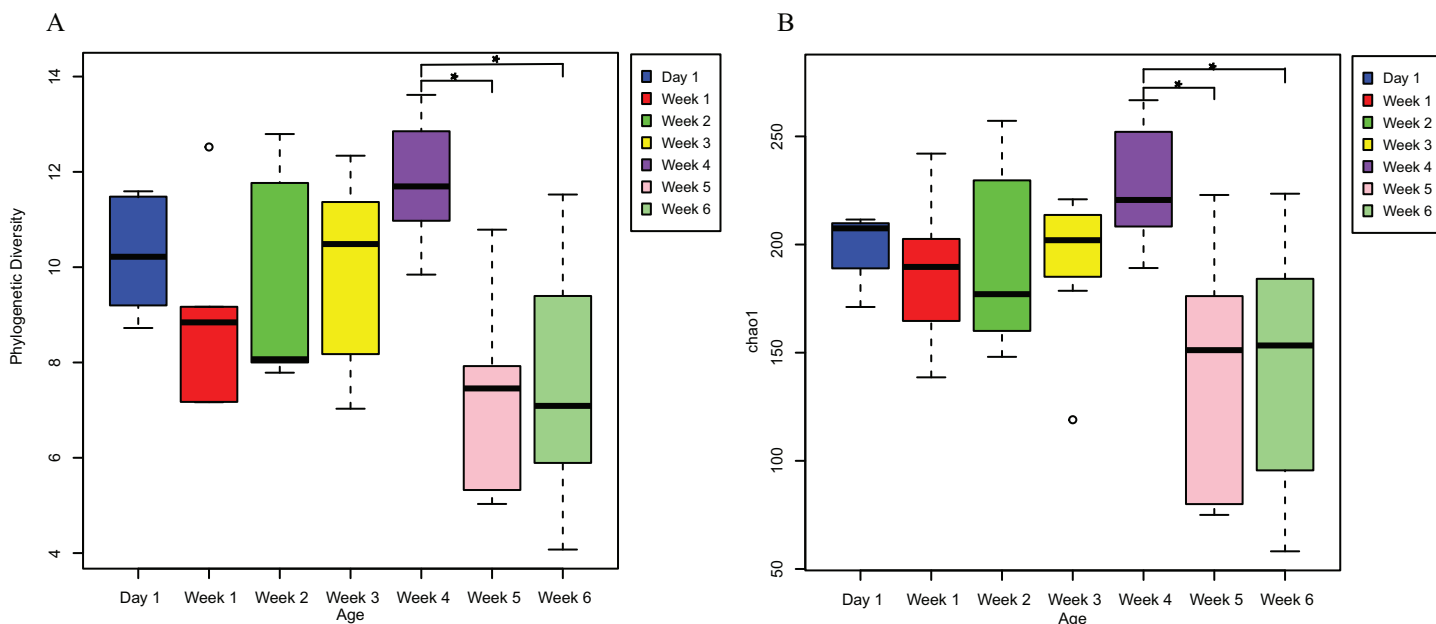 A
Phylogenetic Diversity
14
12
10
8
6
4
*
*
Day 1
Week 1
Week 2
Week 3
Week 4
Week 5
Week 6
Day 1 Week 1 Week 2 Week 3 Week 4 Week 5 Week 6
Age
B
chao1
250
200
150
100
50
*
*
Day 1
Week 1
Week 2
Week 3
Week 4
Week 5
Week 6
Day 1 Week 1 Week 2 Week 3 Week 4 Week 5 Week 6
Age